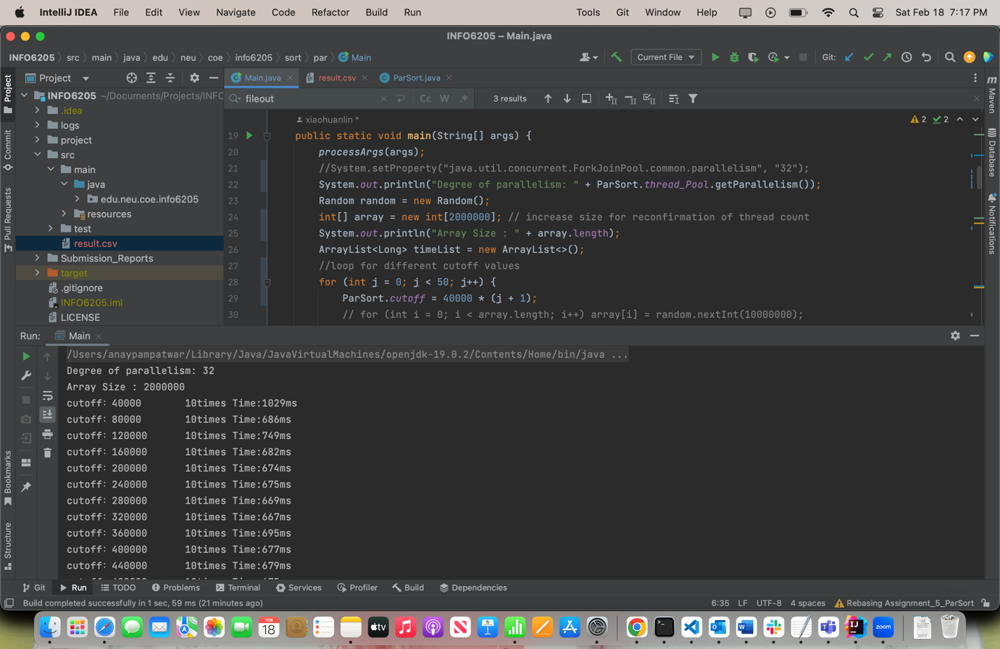 IntelliJ IDEA File Edit View Navigate Code Refactor Build Run Tools Git Window Help Sat Feb 18 7:17 PM
INFO6205 – Main.java
INFO6205 src main java edu neu coe info6205 sort par Main Current File Git:
Project
Main.java result.csv ParSort.java
INFO6205 ~/Documents/Projects/INFO
.idea
logs
project
src
main
java
edu.neu.coe.info6205
resources
test
result.csv
Submission_Reports
target
.gitignore
INFO6205.iml
LICENSE
fileout Cc W .* 3 results
xiaohuanlin * 2 2
19 public static void main(String[] args) {
20 processArgs(args);
21 //System.setProperty("java.util.concurrent.ForkJoinPool.common.parallelism", "32");
22 System.out.println("Degree of parallelism: " + ParSort.thread_Pool.getParallelism());
23 Random random = new Random();
24 int[] array = new int[2000000]; // increase size for reconfirmation of thread count
25 System.out.println("Array Size : " + array.length);
26 ArrayList<Long> timeList = new ArrayList<>();
27 //loop for different cutoff values
28 for (int j = 0; j < 50; j++) {
29 ParSort.cutoff = 40000 * (j + 1);
30 // for (int i = 0; i < array.length; i++) array[i] = random.nextInt(10000000);
Project
Commit
Pull Requests
Bookmarks
Structure
m
Maven
Database
Notifications
Run: Main
/Users/anaypampatwar/Library/Java/JavaVirtualMachines/openjdk-19.0.2/Contents/Home/bin/java ...
Degree of parallelism: 32
Array Size : 2000000
cutoff: 40000 10times Time:1029ms
cutoff: 80000 10times Time:686ms
cutoff: 120000 10times Time:749ms
cutoff: 160000 10times Time:682ms
cutoff: 200000 10times Time:674ms
cutoff: 240000 10times Time:675ms
cutoff: 280000 10times Time:669ms
cutoff: 320000 10times Time:667ms
cutoff: 360000 10times Time:695ms
cutoff: 400000 10times Time:677ms
cutoff: 440000 10times Time:679ms
Git Run TODO Problems Terminal Services Profiler Build Dependencies
Build completed successfully in 1 sec, 59 ms (21 minutes ago) 6:35 LF UTF-8 4 spaces Rebasing Assignment_5_ParSort
FEB
18
tv
zoom